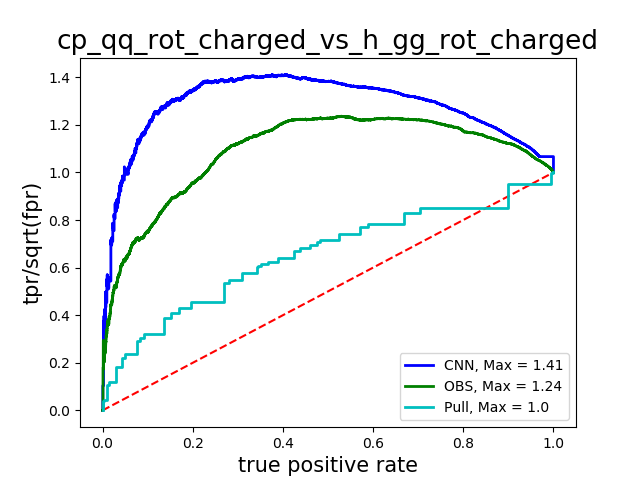 cp_qq_rot_charged_vs_h_gg_rot_charged
tpr/sqrt(fpr)
1.4
1.2
1.0
0.8
0.6
0.4
0.2
0.0
CNN, Max = 1.41
OBS, Max = 1.24
Pull, Max = 1.0
0.0 0.2 0.4 0.6 0.8 1.0
true positive rate